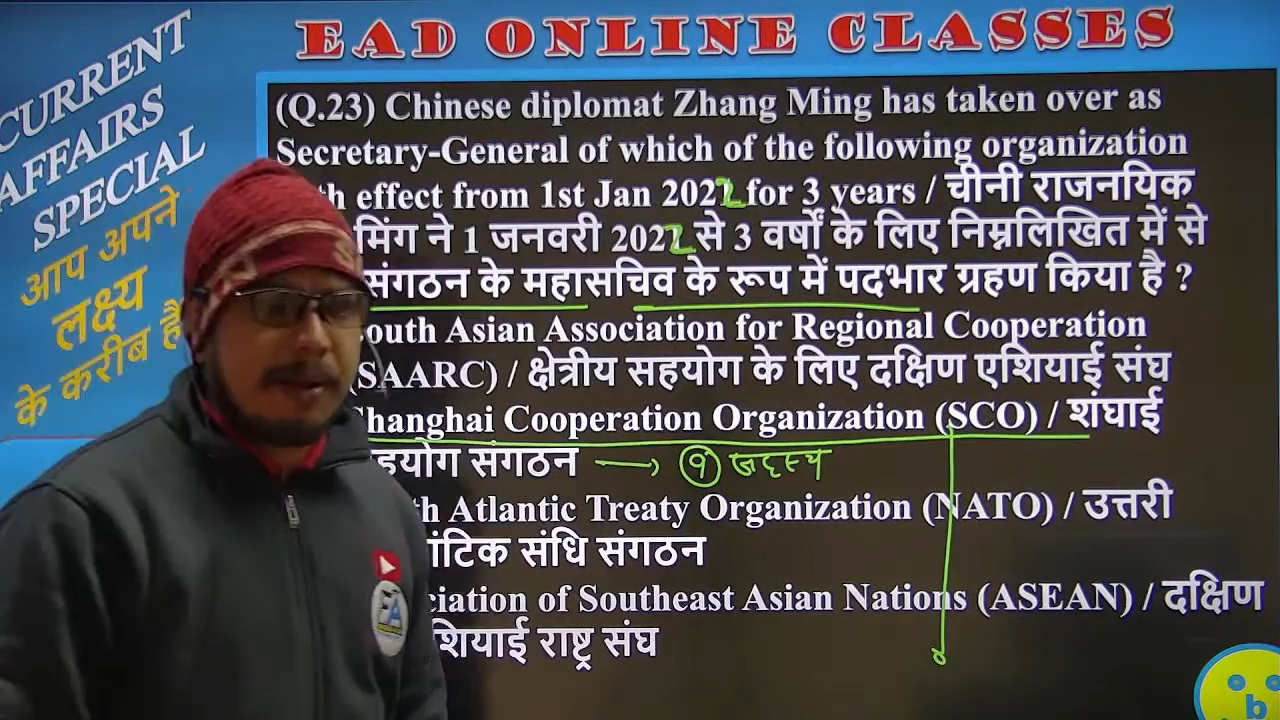 EAD ONLINE CLASSES
CURRENT
AFFAIRS
SPECIAL
आप अपने
लक्ष्य
के करीब हैं
(Q.23) Chinese diplomat Zhang Ming has taken over as
Secretary-General of which of the following organization
effect from 1st Jan 2022 for 3 years / चीनी राजनयिक
मिंग ने 1 जनवरी 2022 से 3 वर्षों के लिए निम्नलिखित में से
संगठन के महासचिव के रूप में पदभार ग्रहण किया है ?
outh Asian Association for Regional Cooperation
(SAARC) / क्षेत्रीय सहयोग के लिए दक्षिण एशियाई संघ
Shanghai Cooperation Organization (SCO) / शंघाई
हयोग संगठन → 9 सदस्य
th Atlantic Treaty Organization (NATO) / उत्तरी
ांटिक संधि संगठन
ciation of Southeast Asian Nations (ASEAN) / दक्षिण
शियाई राष्ट्र संघ
EA
b